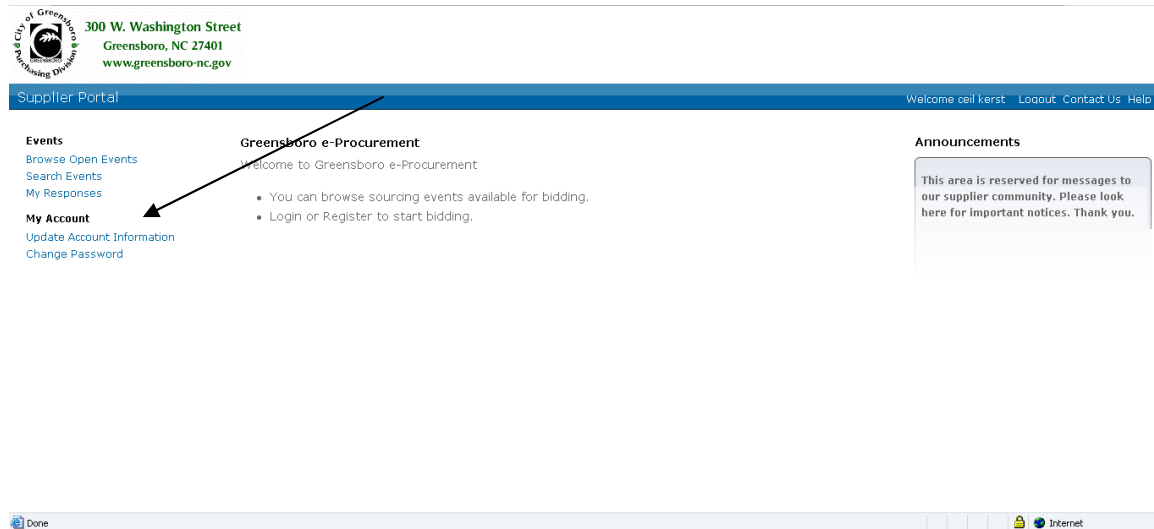 City of Greensboro
Purchasing Division
GREENSBORO
300 W. Washington Street
Greensboro, NC 27401
www.greensboro-nc.gov
Supplier Portal
Welcome ceil kerst Logout Contact Us Help
Events
Browse Open Events
Search Events
My Responses
My Account
Update Account Information
Change Password
Greensboro e-Procurement
Welcome to Greensboro e-Procurement
• You can browse sourcing events available for bidding.
• Login or Register to start bidding.
Announcements
This area is reserved for messages to
our supplier community. Please look
here for important notices. Thank you.
Done
Internet